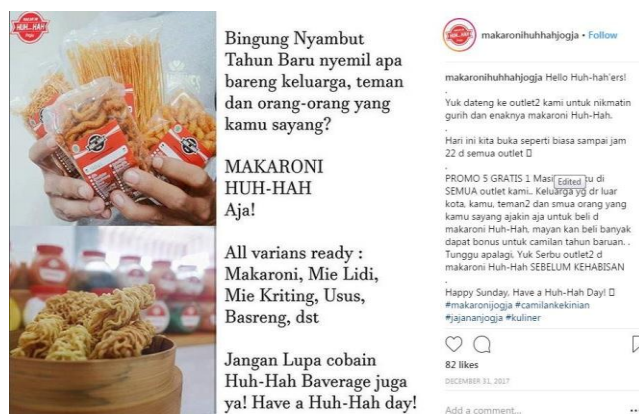 HUH-HAH
Bingung Nyambut
Tahun Baru nyemil apa
bareng keluarga, teman
dan orang-orang yang
kamu sayang?
MAKARONI
HUH-HAH
Aja!
All varians ready :
Makaroni, Mie Lidi,
Mie Kriting, Usus,
Basreng, dst
Jangan Lupa cobain
Huh-Hah Baverage juga
ya! Have a Huh-Hah day!
makaronihuhhahjogja • Follow
makaronihuhhahjogja Hello Huh-hah'ers!
.
Yuk dateng ke outlet2 kami untuk nikmatin
gurih dan enaknya makaroni Huh-Hah.
.
Hari ini kita buka seperti biasa sampai jam
22 d semua outlet
.
PROMO 5 GRATIS 1 Masi tu di
Edited
SEMUA outlet kami.. Keluarga yg dr luar
kota, kamu, teman2 dan smua orang yang
kamu sayang ajakin aja untuk beli d
makaroni Huh-Hah, mayan kan beli banyak
dapat bonus untuk camilan tahun baruan. .
Tunggu apalagi, Yuk Serbu outlet2 d
makaroni Huh-Hah SEBELUM KEHABISAN
.
Happy Sunday, Have a Huh-Hah Day!
#makaronijogja #camilankekinian
#jajananjogja #kuliner
82 likes
DECEMBER 31, 2017
Add a comment...